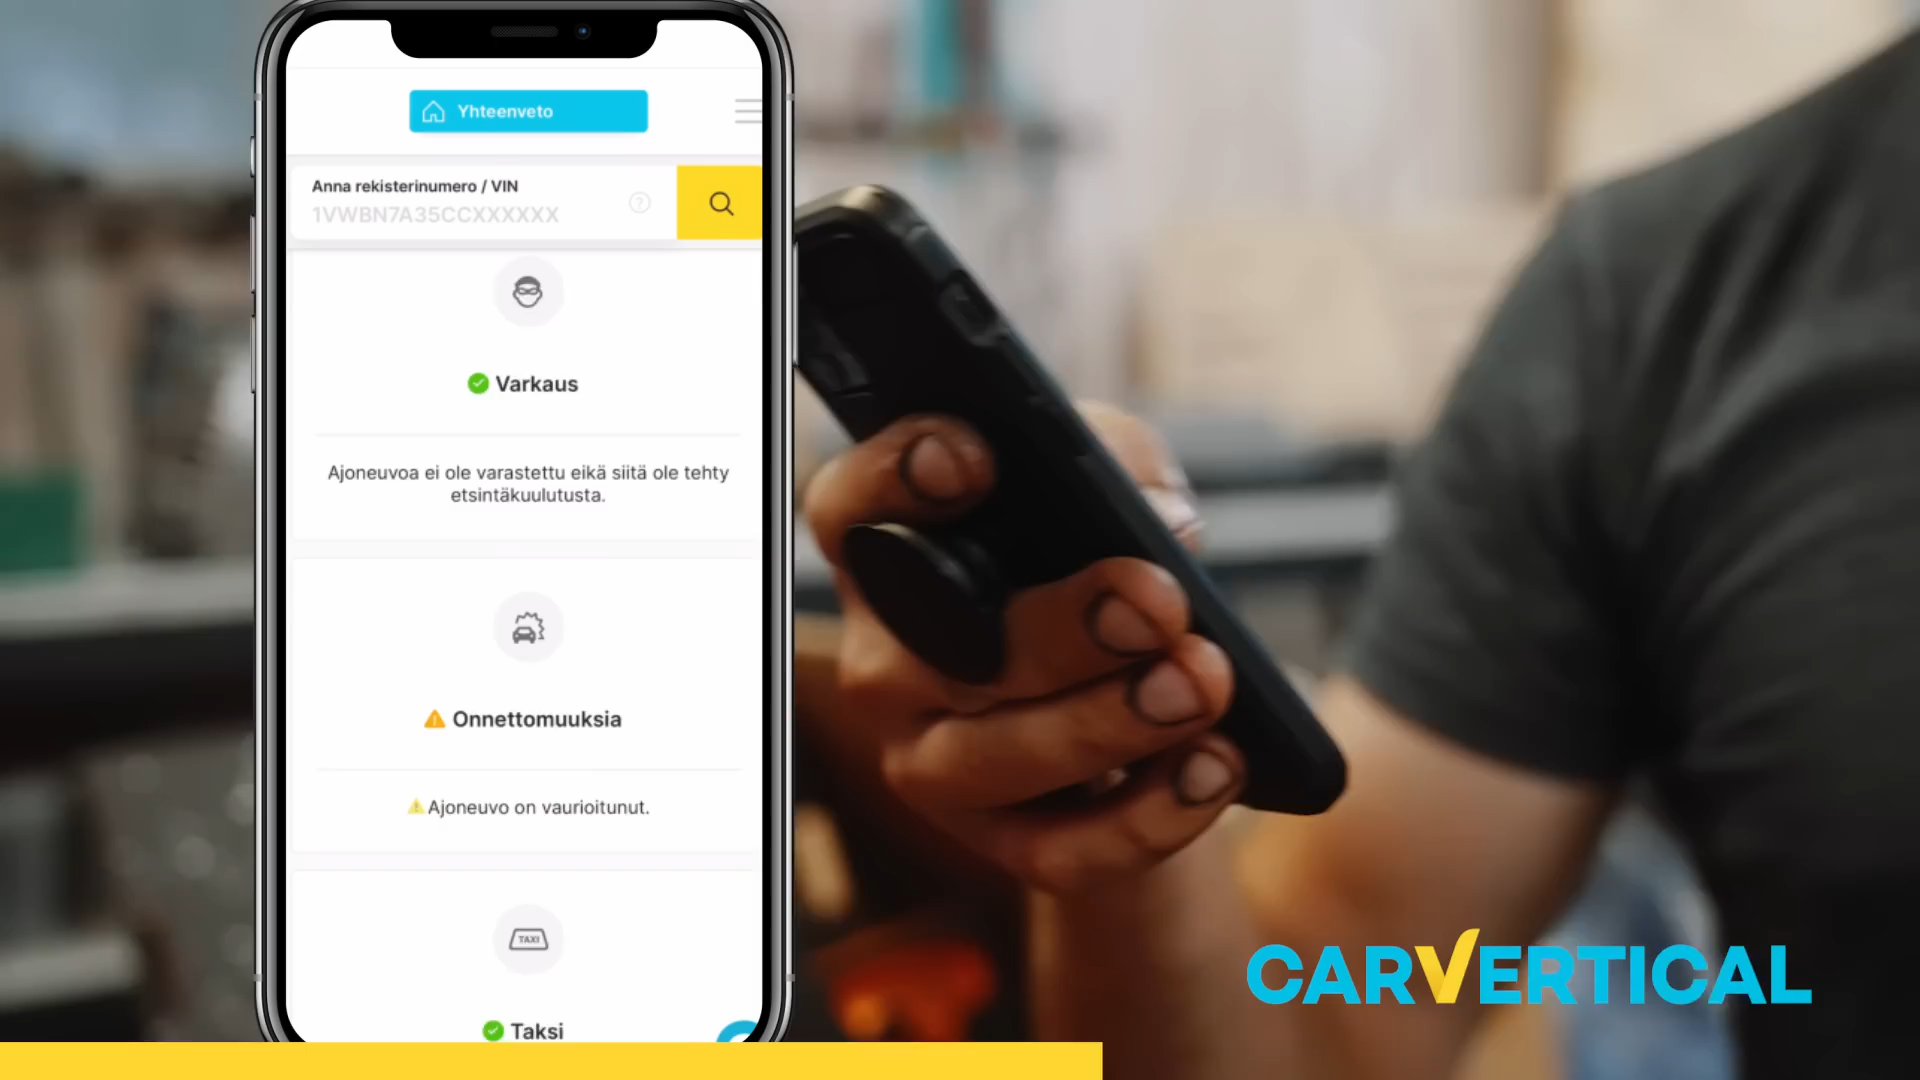 Yhteenveto
Anna rekisterinumero / VIN
1VWBN7A35CCXXXXXX
?
Varkaus
Ajoneuvoa ei ole varastettu eikä siitä ole tehty
etsintäkuulutusta.
Onnettomuuksia
Ajoneuvo on vaurioitunut.
TAXI
Taksi
CARVERTICAL